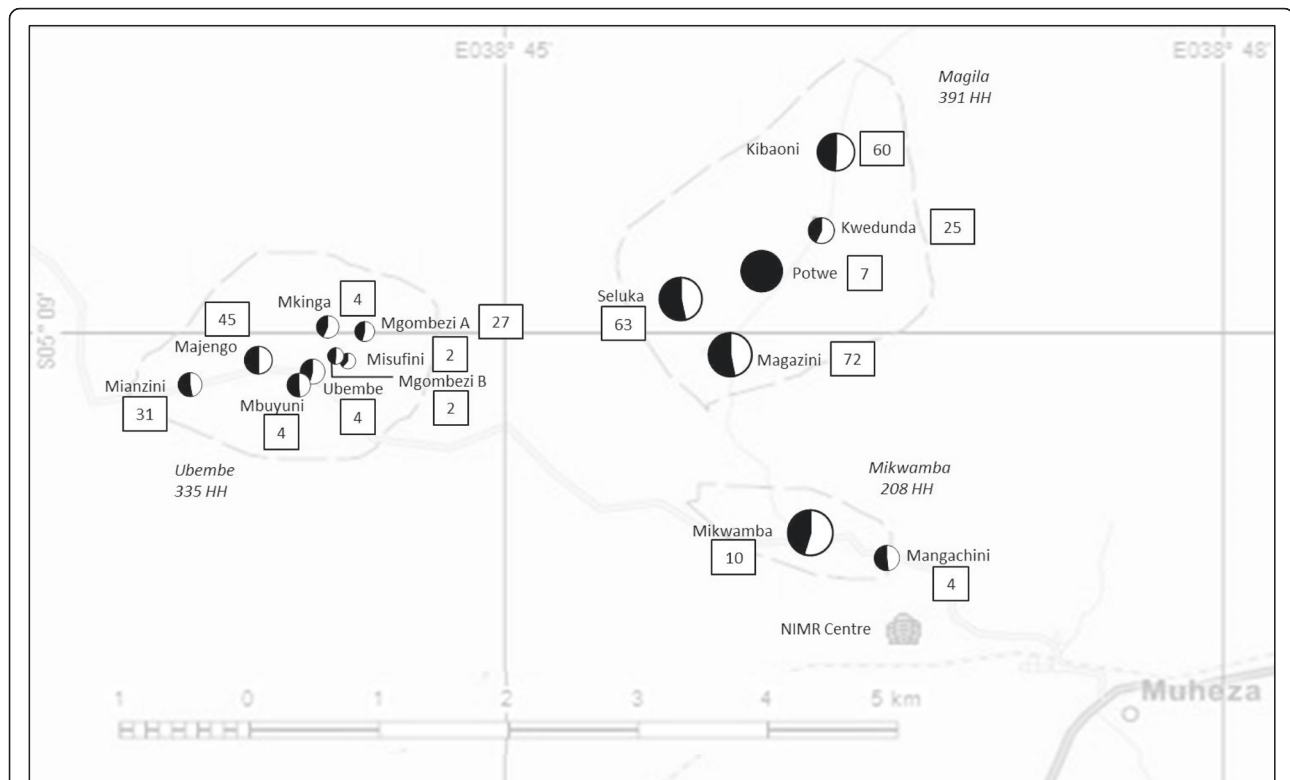 E038° 45'
E038° 48'
Magila
391 HH
Kibaoni
60
Kwedunda
25
Potwe
7
Seluka
63
Magazini
72
S05° 09'
Mkinga
4
45
Mgombezi A
27
Majengo
Misufini
2
Mianzini
31
Mgombezi B
2
Ubembe
4
Mbuyuni
4
Ubembe
335 HH
Mikwamba
208 HH
Mikwamba
10
Mangachini
4
NIMR Centre
Muheza
1 0 1 2 3 4 5 km